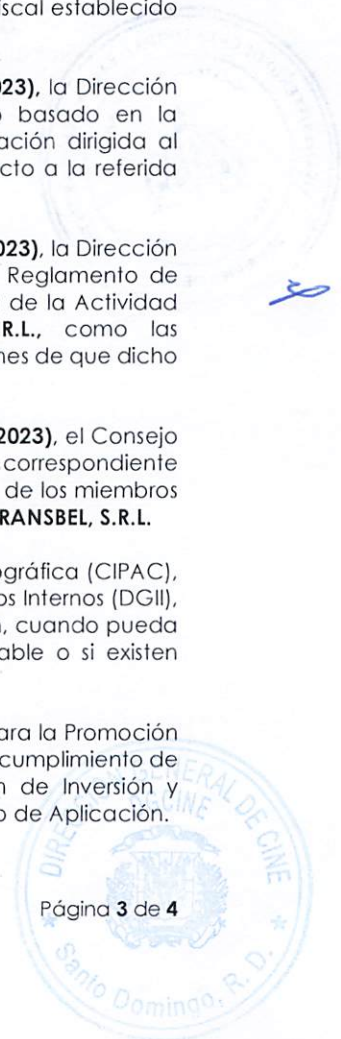 iscal establecido
023), la Dirección
basado en la
ación dirigida al
cto a la referida
023), la Dirección
Reglamento de
de la Actividad
R.L., como las
nes de que dicho
2023), el Consejo
correspondiente
de los miembros
RANSBEL, S.R.L.
ográfica (CIPAC),
os Internos (DGII),
, cuando pueda
able o si existen
ara la Promoción
cumplimiento de
n de Inversión y
o de Aplicación.
DIRECCIÓN GENERAL DE CINE
DGCINE
Página 3 de 4
Santo Domingo, R. D.